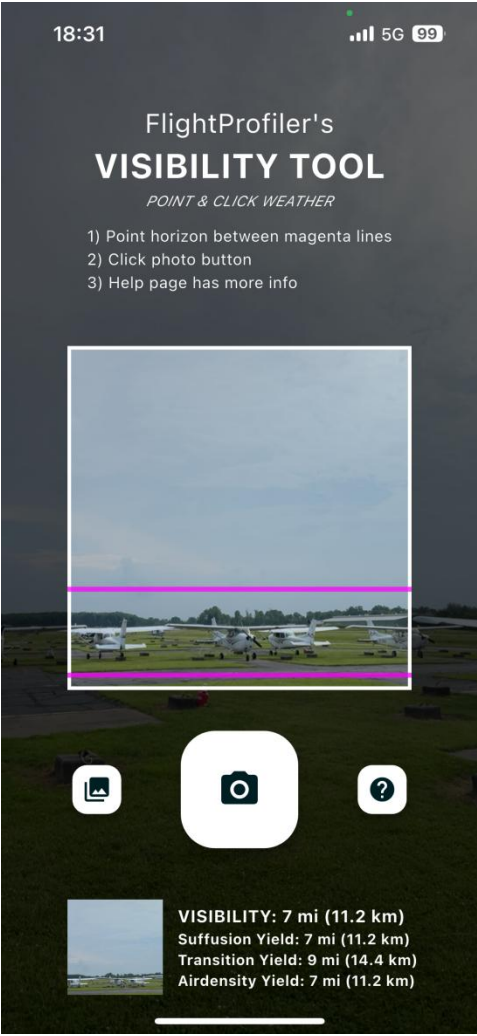 18:31
5G 99
FlightProfiler's
VISIBILITY TOOL
POINT & CLICK WEATHER
1) Point horizon between magenta lines
2) Click photo button
3) Help page has more info
?
VISIBILITY: 7 mi (11.2 km)
Suffusion Yield: 7 mi (11.2 km)
Transition Yield: 9 mi (14.4 km)
Airdensity Yield: 7 mi (11.2 km)